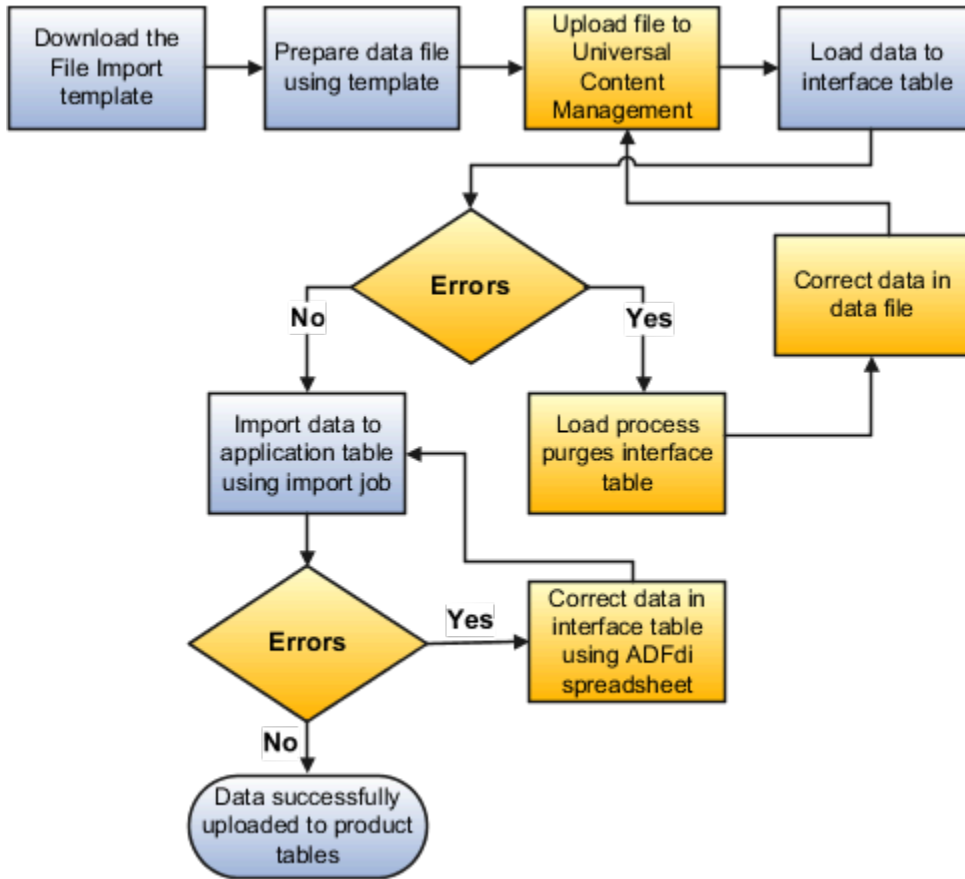 Download the
File Import
template
Prepare data file
using template
Upload file to
Universal
Content
Management
Load data to
interface table
Errors
No
Yes
Correct data in
data file
Import data to
application table
using import job
Load process
purges interface
table
Errors
Yes
Correct data in
interface table
using ADFdi
spreadsheet
No
Data successfully
uploaded to product
tables